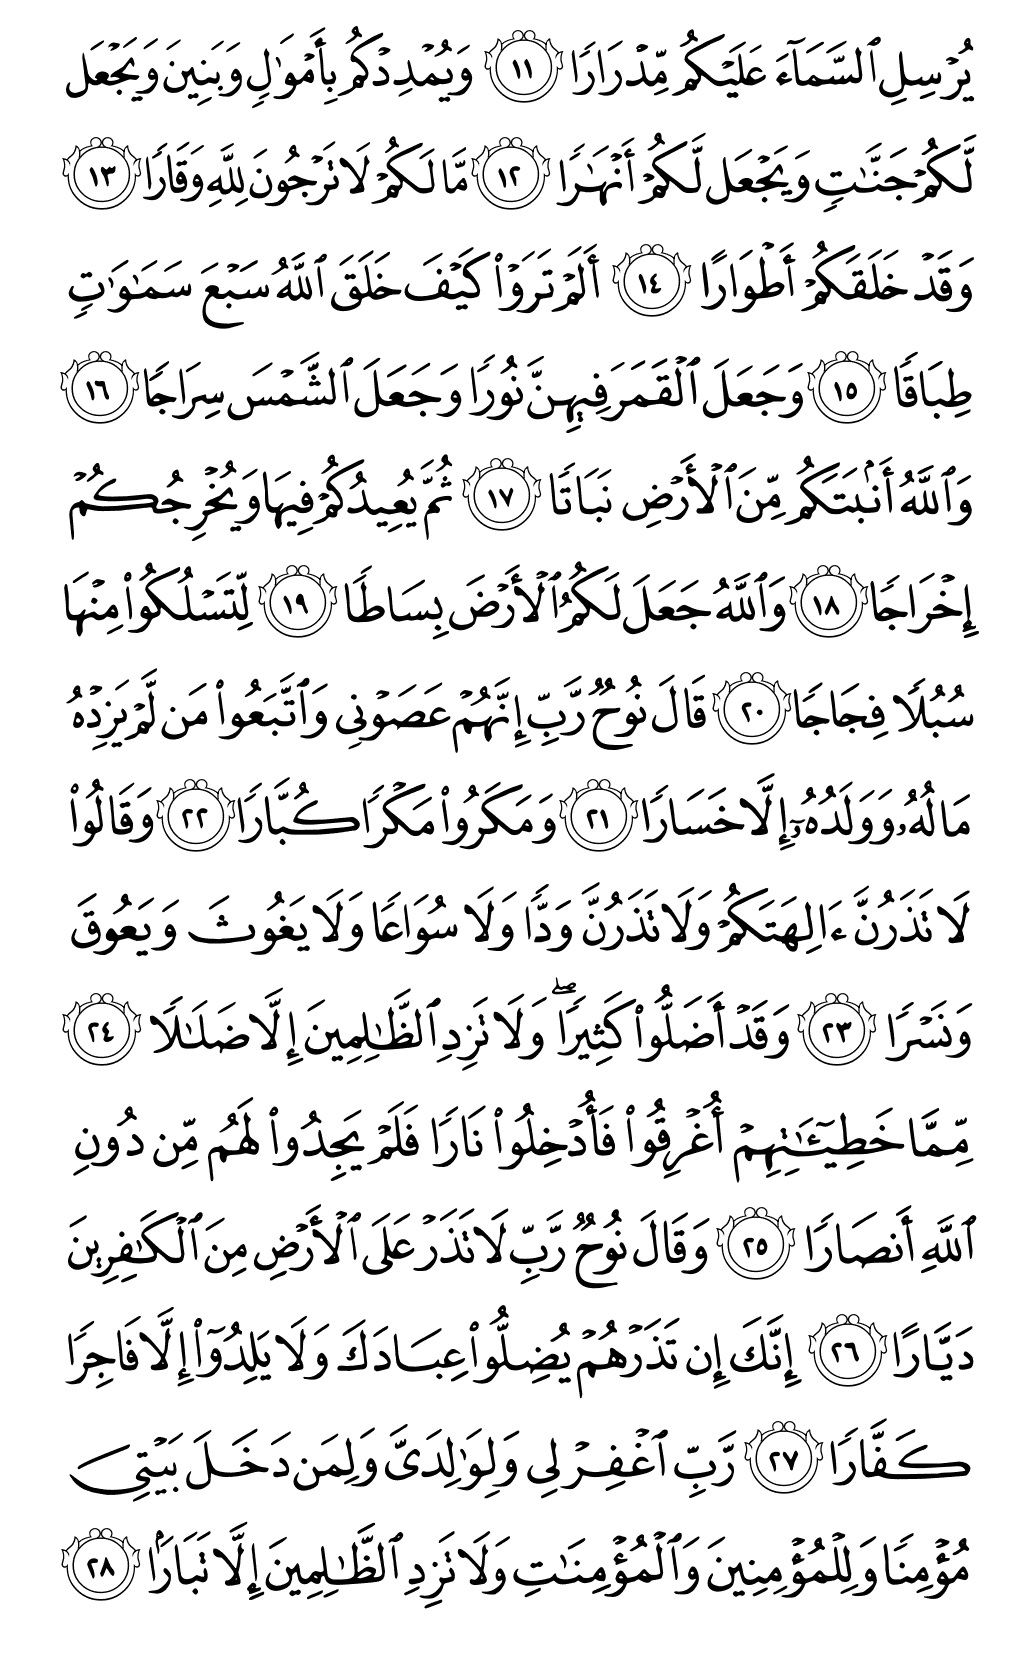 يُرْسِلِ ٱلسَّمَآءَ عَلَيْكُم مِّدْرَارًا ١١ وَيُمْدِدْكُم بِأَمْوَٰلٍ وَبَنِينَ وَيَجْعَل
لَّكُمْ جَنَّٰتٍ وَيَجْعَل لَّكُمْ أَنْهَٰرًا ١٢ مَّا لَكُمْ لَا تَرْجُونَ لِلَّهِ وَقَارًا ١٣
وَقَدْ خَلَقَكُمْ أَطْوَارًا ١٤ أَلَمْ تَرَوْا۟ كَيْفَ خَلَقَ ٱللَّهُ سَبْعَ سَمَٰوَٰتٍ
طِبَاقًا ١٥ وَجَعَلَ ٱلْقَمَرَ فِيهِنَّ نُورًا وَجَعَلَ ٱلشَّمْسَ سِرَاجًا ١٦
وَٱللَّهُ أَنۢبَتَكُم مِّنَ ٱلْأَرْضِ نَبَاتًا ١٧ ثُمَّ يُعِيدُكُمْ فِيهَا وَيُخْرِجُكُمْ
إِخْرَاجًا ١٨ وَٱللَّهُ جَعَلَ لَكُمُ ٱلْأَرْضَ بِسَاطًا ١٩ لِّتَسْلُكُوا۟ مِنْهَا
سُبُلًا فِجَاجًا ٢٠ قَالَ نُوحٌ رَّبِّ إِنَّهُمْ عَصَوْنِى وَٱتَّبَعُوا۟ مَن لَّمْ يَزِدْهُ
مَالُهُۥ وَوَلَدُهُۥٓ إِلَّا خَسَارًا ٢١ وَمَكَرُوا۟ مَكْرًا كُبَّارًا ٢٢ وَقَالُوا۟
لَا تَذَرُنَّ ءَالِهَتَكُمْ وَلَا تَذَرُنَّ وَدًّا وَلَا سُوَاعًا وَلَا يَغُوثَ وَيَعُوقَ
وَنَسْرًا ٢٣ وَقَدْ أَضَلُّوا۟ كَثِيرًا ۖ وَلَا تَزِدِ ٱلظَّٰلِمِينَ إِلَّا ضَلَٰلًا ٢٤
مِّمَّا خَطِيٓـَٰٔتِهِمْ أُغْرِقُوا۟ فَأُدْخِلُوا۟ نَارًا فَلَمْ يَجِدُوا۟ لَهُم مِّن دُونِ
ٱللَّهِ أَنصَارًا ٢٥ وَقَالَ نُوحٌ رَّبِّ لَا تَذَرْ عَلَى ٱلْأَرْضِ مِنَ ٱلْكَٰفِرِينَ
دَيَّارًا ٢٦ إِنَّكَ إِن تَذَرْهُمْ يُضِلُّوا۟ عِبَادَكَ وَلَا يَلِدُوٓا۟ إِلَّا فَاجِرًا
كَفَّارًا ٢٧ رَّبِّ ٱغْفِرْ لِى وَلِوَٰلِدَىَّ وَلِمَن دَخَلَ بَيْتِىَ
مُؤْمِنًا وَلِلْمُؤْمِنِينَ وَٱلْمُؤْمِنَٰتِ وَلَا تَزِدِ ٱلظَّٰلِمِينَ إِلَّا تَبَارًۢا ٢٨